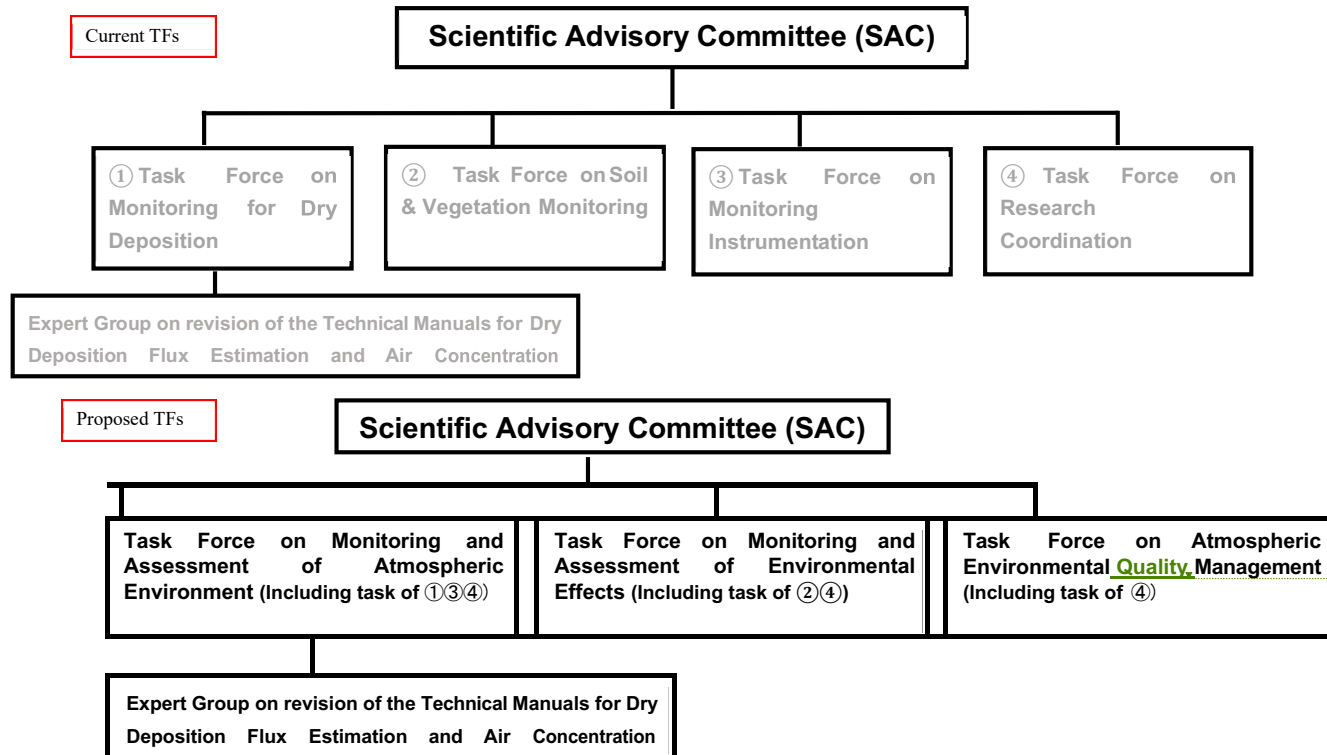 Current TFs
Scientific Advisory Committee (SAC)
① Task Force on
Monitoring for Dry
Deposition
② Task Force on Soil
& Vegetation Monitoring
③ Task Force on
Monitoring
Instrumentation
④ Task Force on
Research
Coordination
Expert Group on revision of the Technical Manuals for Dry
Deposition Flux Estimation and Air Concentration
Proposed TFs
Scientific Advisory Committee (SAC)
Task Force on Monitoring and
Assessment of Atmospheric
Environment (Including task of ①③④)
Task Force on Monitoring and
Assessment of Environmental
Effects (Including task of ②④)
Task Force on Atmospheric
Environmental Quality Management
(Including task of ④)
Expert Group on revision of the Technical Manuals for Dry
Deposition Flux Estimation and Air Concentration